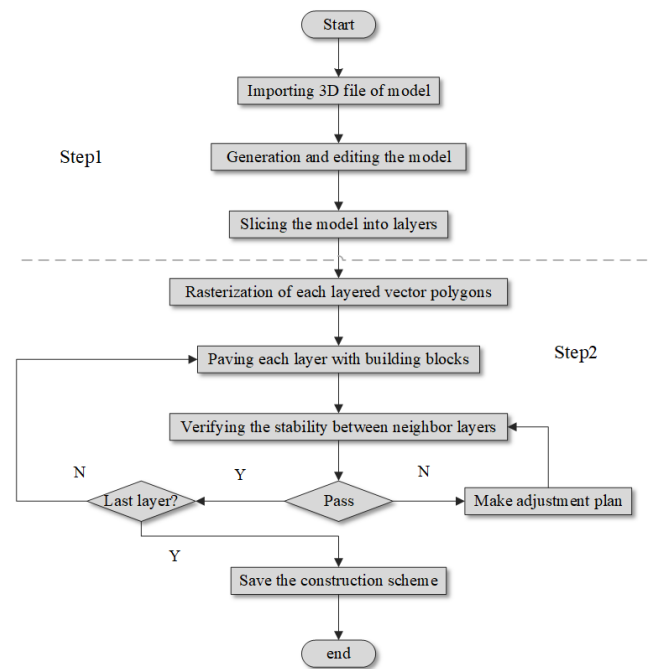 Start
Importing 3D file of model
Step1
Generation and editing the model
Slicing the model into lalyers
Rasterization of each layered vector polygons
Step2
Paving each layer with building blocks
Verifying the stability between neighbor layers
N
Y
N
Last layer?
Pass
Make adjustment plan
Y
Save the construction scheme
end